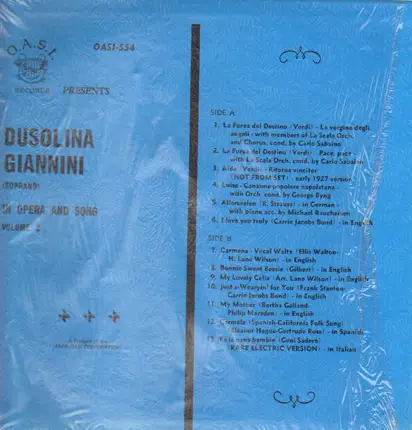 O.A.S.I.
OASI-554
RECORDS PRESENTS
DUSOLINA
GIANNINI
(SOPRANO)
IN OPERA AND SONG
VOLUME 2
A Product of the
SIDE A
1. La Forza del Destino (Verdi) - La vergine degli
angeli - with members of La Scala Orch.
and Chorus, cond. by Carlo Sabajno
2. La Forza del Destino (Verdi) Pace, pace -
with La Scala Orch. cond. by Carlo Sabajno
3. Aida (Verdi) - Ritorna vincitor
(NOT FROM SET) - early 1927 version
4. Luisa - Canzone popolare napoletana -
with Orch. cond. by George Byng
5. Allerseelen (R. Strauss) - in German -
with piano acc. by Michael Raucheisen
6. I love you truly (Carrie Jacobs Bond) - in English
SIDE B
7. Carmena - Vocal Waltz (Ellis Walton-
H. Lane Wilson) - in English
8. Bonnie Sweet Bessie (Gilbert) - in English
9. My Lovely Celia (Arr. Lane Wilson) - in English
10. Just a-Wearyin' for You (Frank Stanton-
Carrie Jacobs Bond) - in English
11. My Mother (Bertha Galland-
Philip Marsden) - in English
12. (Spanish-California Folk Song)
(Eleanor Hague-Gertrude Ross) - in Spanish
13. Fa la nana bambin (Geni Sadero)
(RARE ELECTRIC VERSION) - in Italian